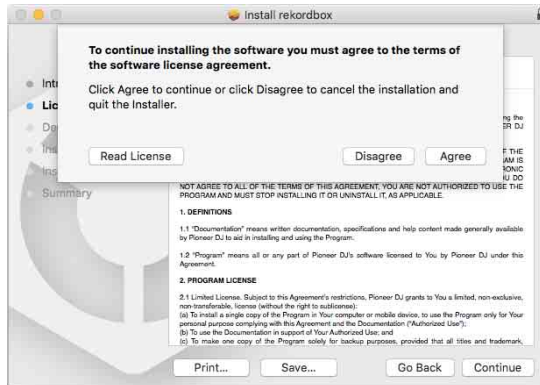 Install rekordbox
To continue installing the software you must agree to the terms of
the software license agreement.
Click Agree to continue or click Disagree to cancel the installation and
quit the Installer.
Read License
Disagree
Agree
Lic
Summary
NOT AGREE TO ALL OF THE TERMS OF THIS AGREEMENT, YOU ARE NOT AUTHORIZED TO USE THE
PROGRAM AND MUST STOP INSTALLING IT OR UNINSTALL IT, AS APPLICABLE.
1. DEFINITIONS
1.1 "Documentation" means written documentation, specifications and help content made generally available
by Pioneer DJ to aid in installing and using the Program.
1.2 "Program" means all or any part of Pioneer DJ's software licensed to You by Pioneer DJ under this
Agreement.
2. PROGRAM LICENSE
2.1 Limited License. Subject to this Agreement's restrictions, Pioneer DJ grants to You a limited, non-exclusive,
non-transferable, license (without the right to sublicense):
(a) To install a single copy of the Program in Your computer or mobile device, to use the Program only for Your
personal purpose complying with this Agreement and the Documentation ("Authorized Use");
(b) To use the Documentation in support of Your Authorized Use; and
(c) To make one copy of the Program solely for backup purposes, provided that all titles and trademark,
Print...
Save...
Go Back
Continue